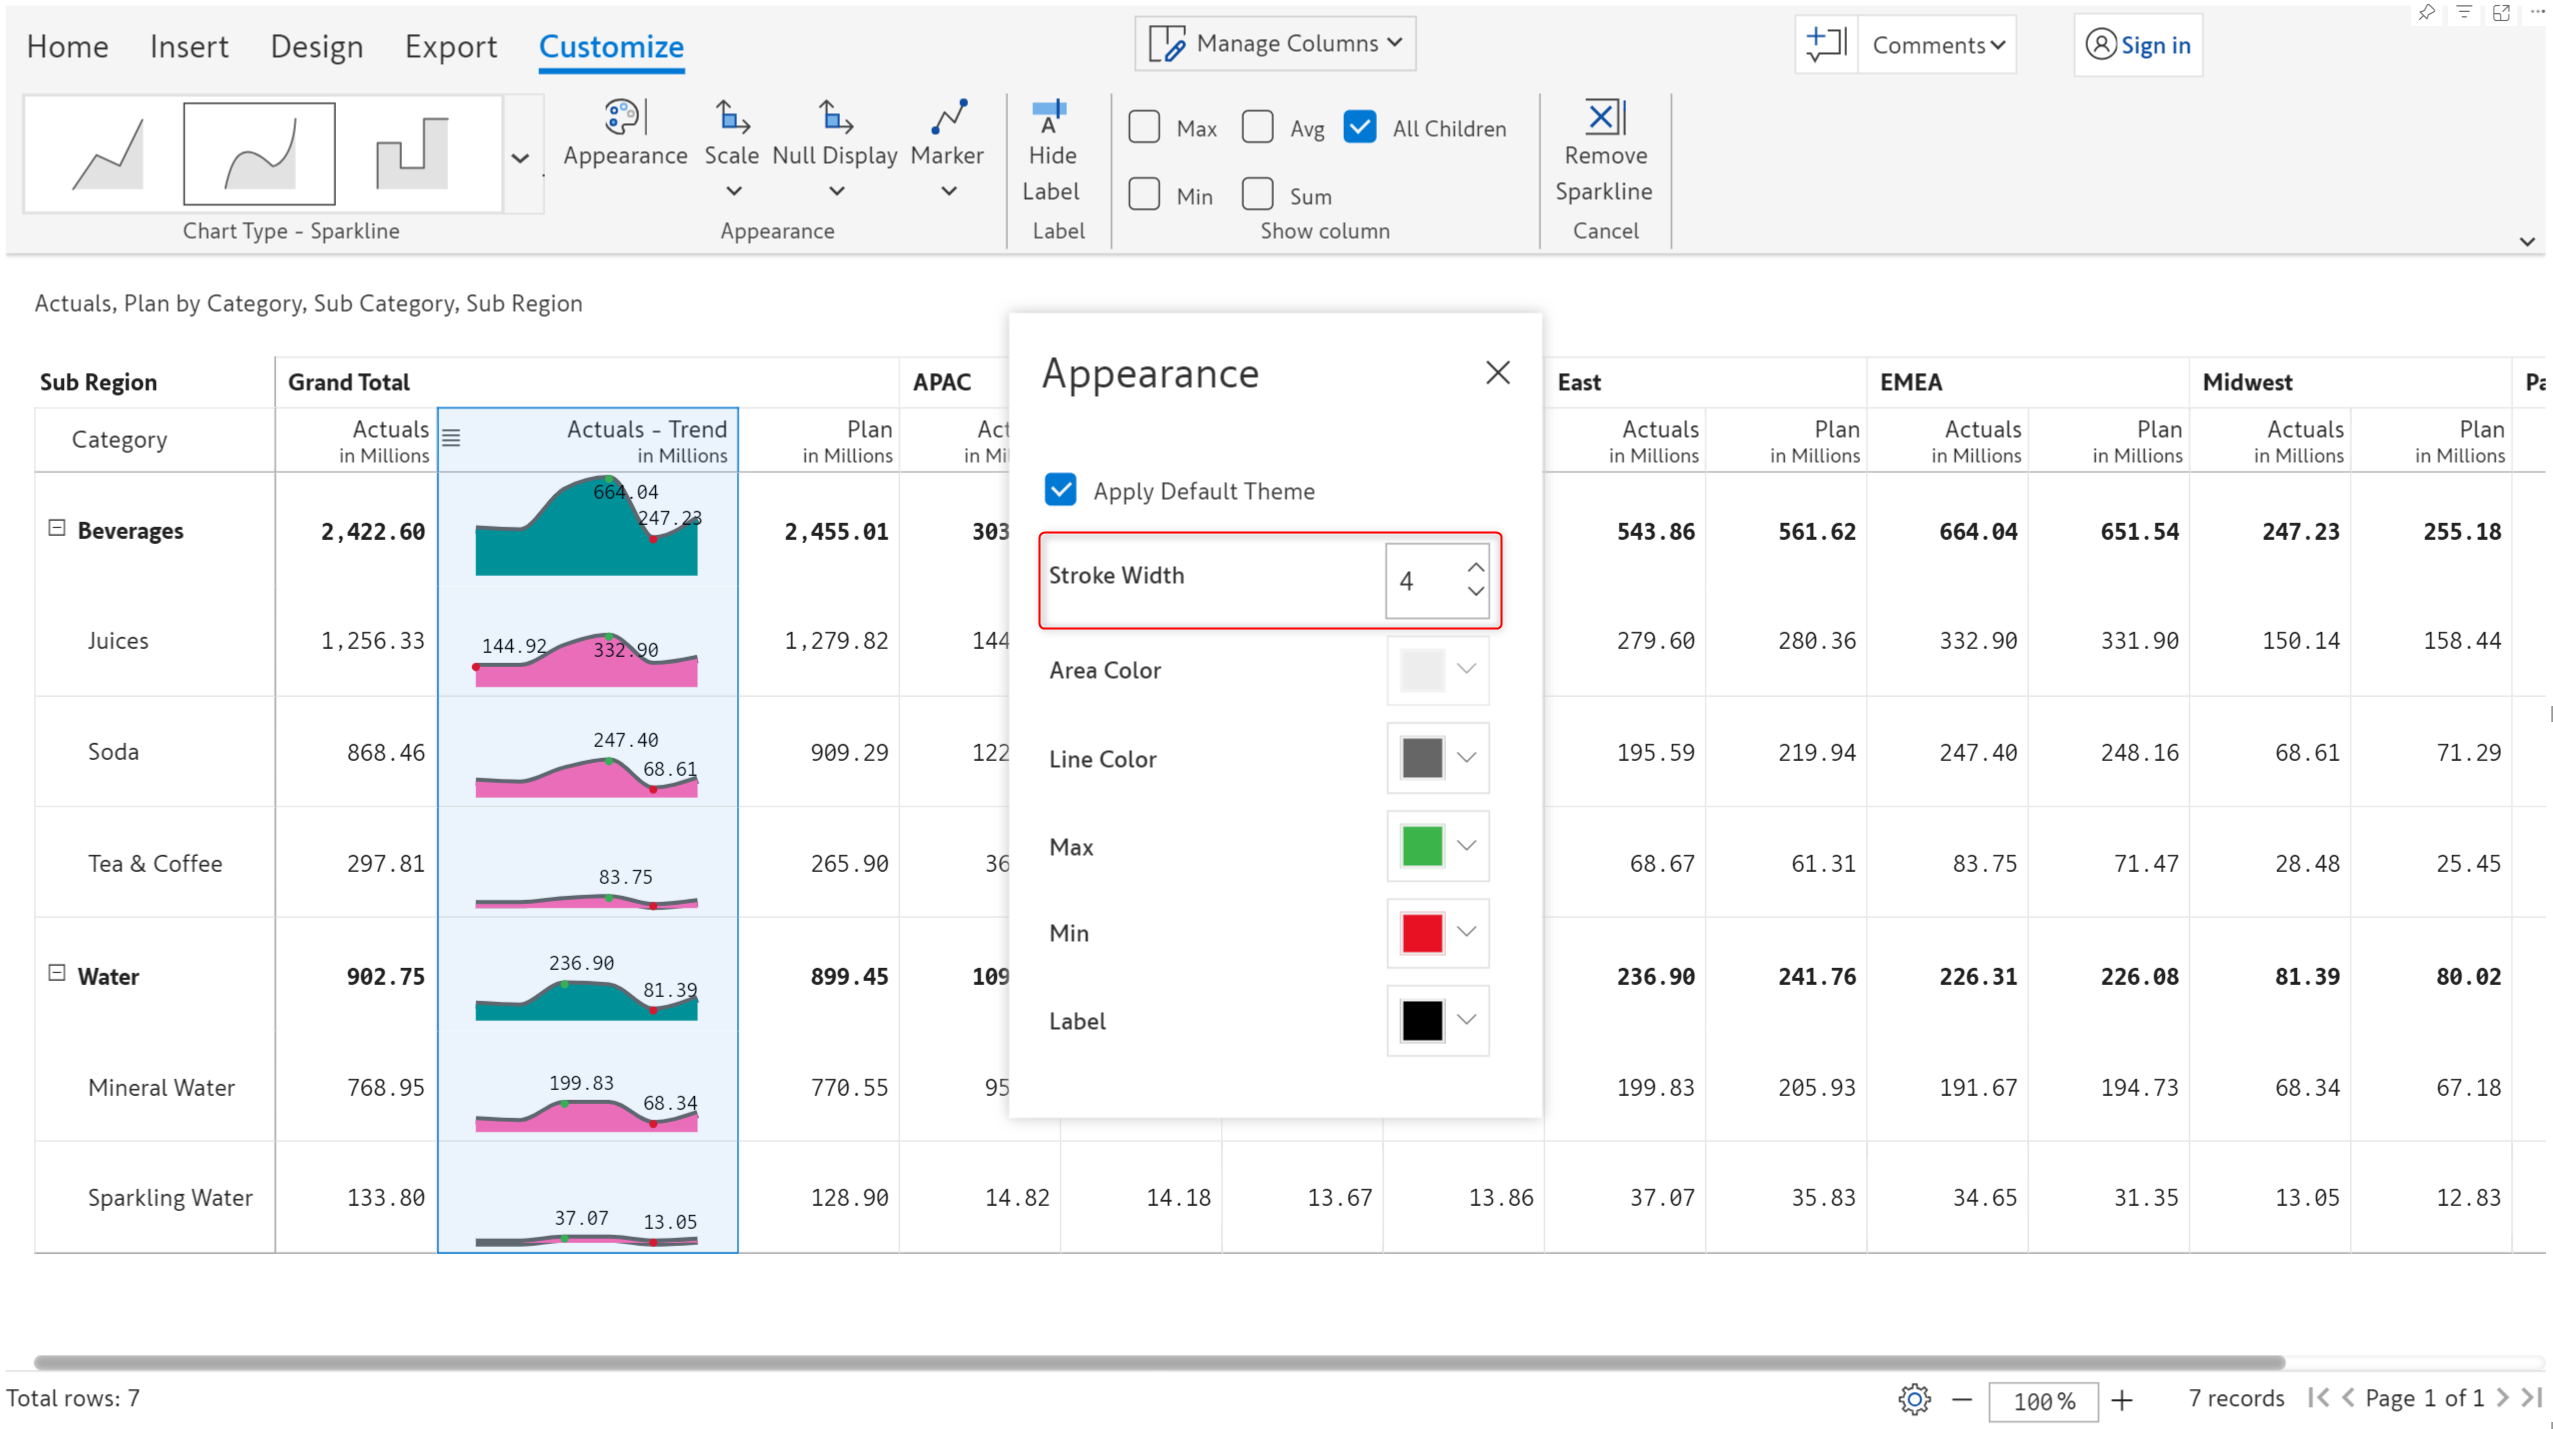 Home Insert Design Export Customize Manage Columns Comments Sign in
Appearance Scale Null Display Marker Hide Label Max Avg All Children Remove Sparkline
Min Sum
Chart Type - Sparkline Appearance Label Show column Cancel
Actuals, Plan by Category, Sub Category, Sub Region
Sub Region Grand Total APAC East EMEA Midwest Pa
Category Actuals in Millions Actuals - Trend in Millions Plan in Millions Act in Mi Actuals in Millions Plan in Millions Actuals in Millions Plan in Millions Actuals in Millions Plan in Millions
Beverages 2,422.60 664.04 247.23 2,455.01 303 543.86 561.62 664.04 651.54 247.23 255.18
Juices 1,256.33 144.92 332.90 1,279.82 144 279.60 280.36 332.90 331.90 150.14 158.44
Soda 868.46 247.40 68.61 909.29 122 195.59 219.94 247.40 248.16 68.61 71.29
Tea & Coffee 297.81 83.75 265.90 36 68.67 61.31 83.75 71.47 28.48 25.45
Water 902.75 236.90 81.39 899.45 109 236.90 241.76 226.31 226.08 81.39 80.02
Mineral Water 768.95 199.83 68.34 770.55 95 199.83 205.93 191.67 194.73 68.34 67.18
Sparkling Water 133.80 37.07 13.05 128.90 14.82 14.18 13.67 13.86 37.07 35.83 34.65 31.35 13.05 12.83
Appearance
Apply Default Theme
Stroke Width 4
Area Color
Line Color
Max
Min
Label
Total rows: 7 100% 7 records Page 1 of 1